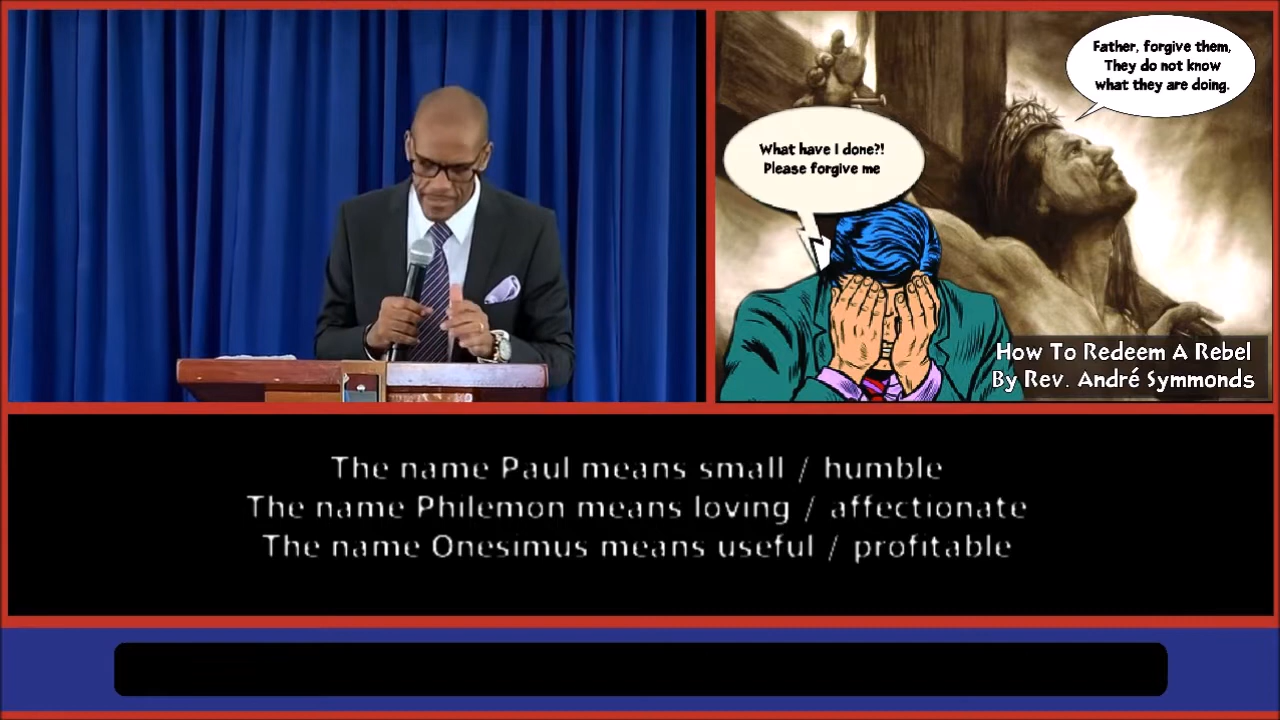 Father, forgive them,
They do not know
what they are doing.
What have I done?!
Please forgive me
How To Redeem A Rebel
By Rev. André Symmonds
The name Paul means small / humble
The name Philemon means loving / affectionate
The name Onesimus means useful / profitable